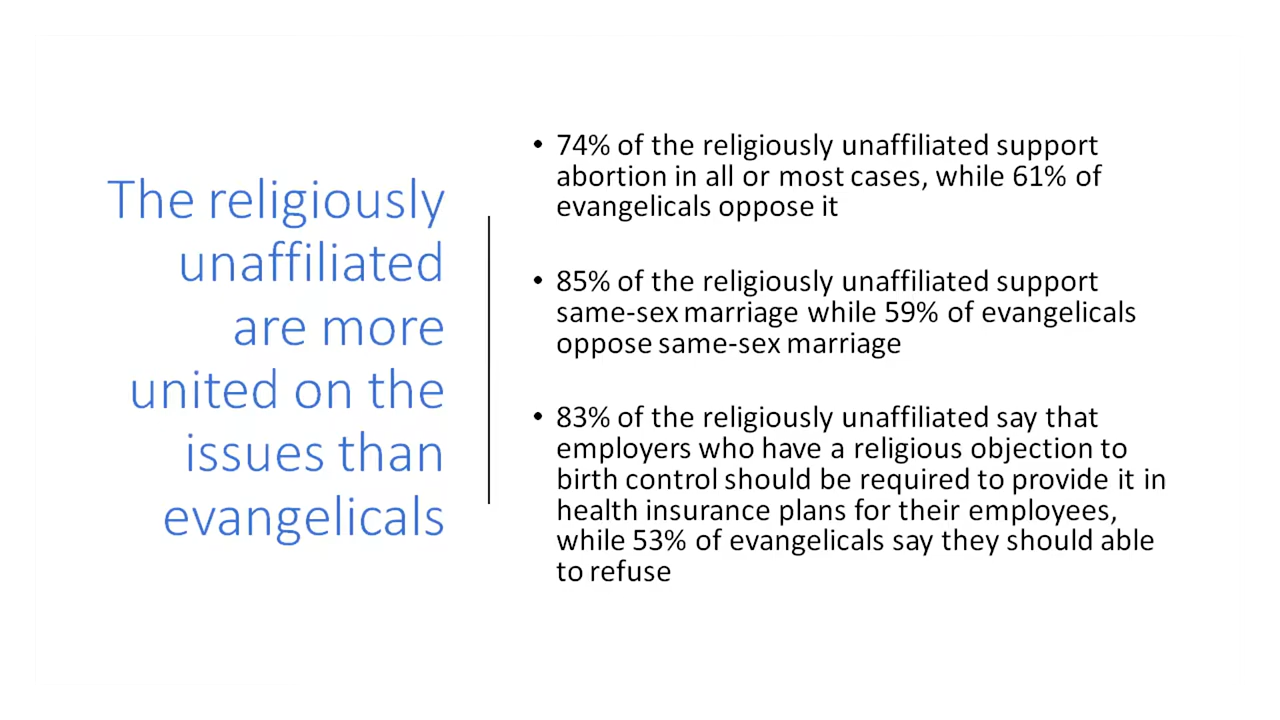 The religiously
unaffiliated
are more
united on the
issues than
evangelicals
• 74% of the religiously unaffiliated support
abortion in all or most cases, while 61% of
evangelicals oppose it
• 85% of the religiously unaffiliated support
same-sex marriage while 59% of evangelicals
oppose same-sex marriage
• 83% of the religiously unaffiliated say that
employers who have a religious objection to
birth control should be required to provide it in
health insurance plans for their employees,
while 53% of evangelicals say they should able
to refuse